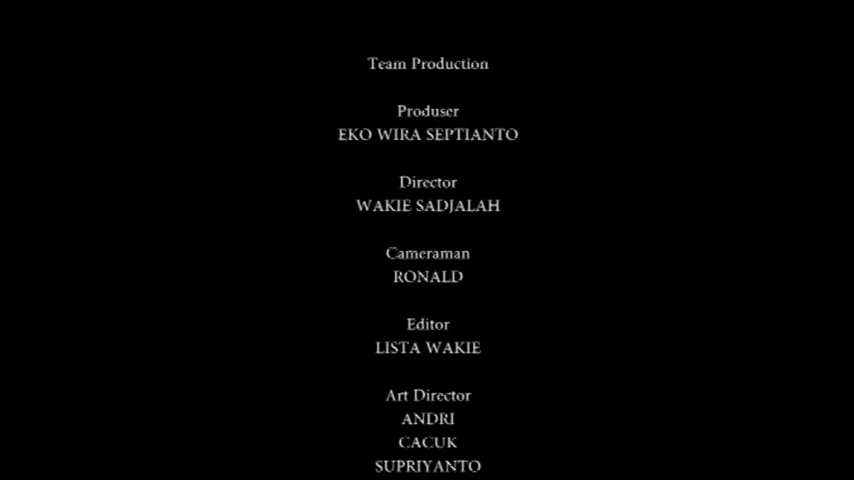 Team Production
Produser
EKO WIRA SEPTIANTO
Director
WAKIE SADJALAH
Cameraman
RONALD
Editor
LISTA WAKIE
Art Director
ANDRI
CACUK
SUPRIYANTO